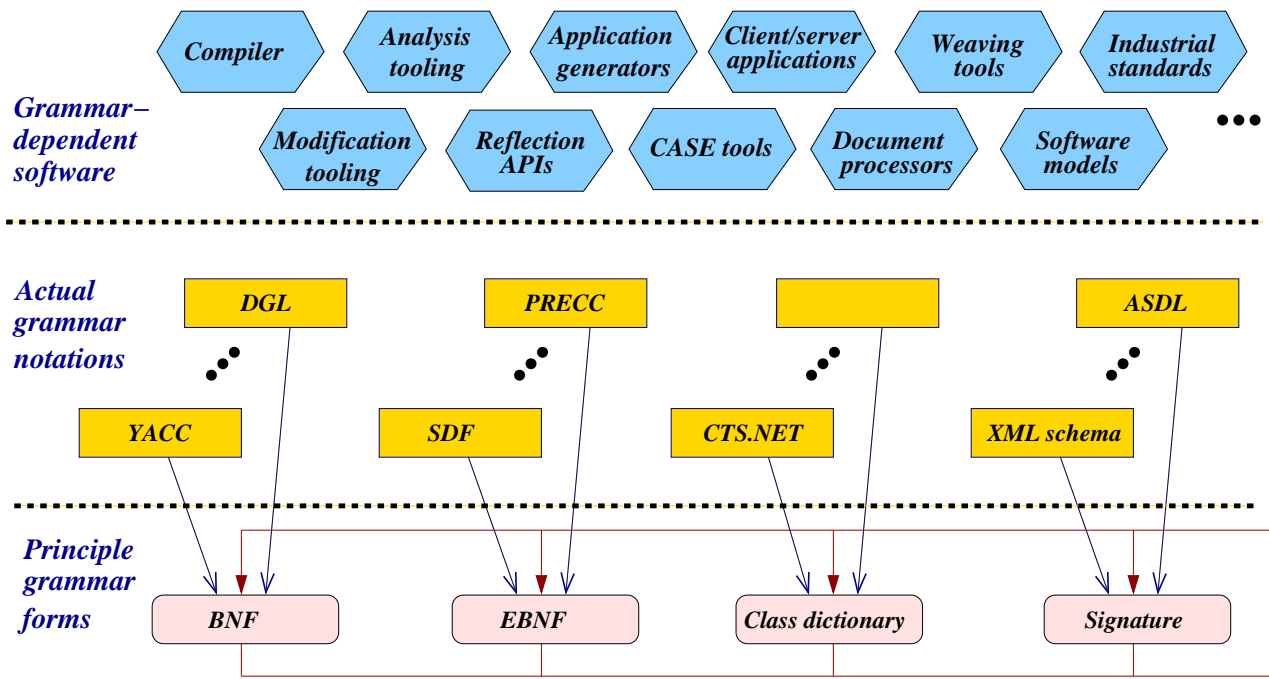 Compiler
Analysis
tooling
Application
generators
Client/server
applications
Weaving
tools
Industrial
standards
Grammar–
dependent
software
Modification
tooling
Reflection
APIs
CASE tools
Document
processors
Software
models
Actual
grammar
notations
DGL
PRECC
ASDL
YACC
SDF
CTS.NET
XML schema
Principle
grammar
forms
BNF
EBNF
Class dictionary
Signature